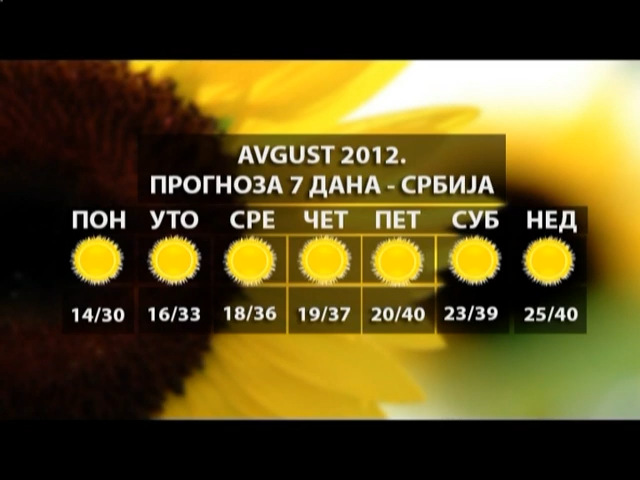 AVGUST 2012.
ПРОГНОЗА 7 ДАНА - СРБИЈА
ПОН УТО СРЕ ЧЕТ ПЕТ СУБ НЕД
14/30 16/33 18/36 19/37 20/40 23/39 25/40